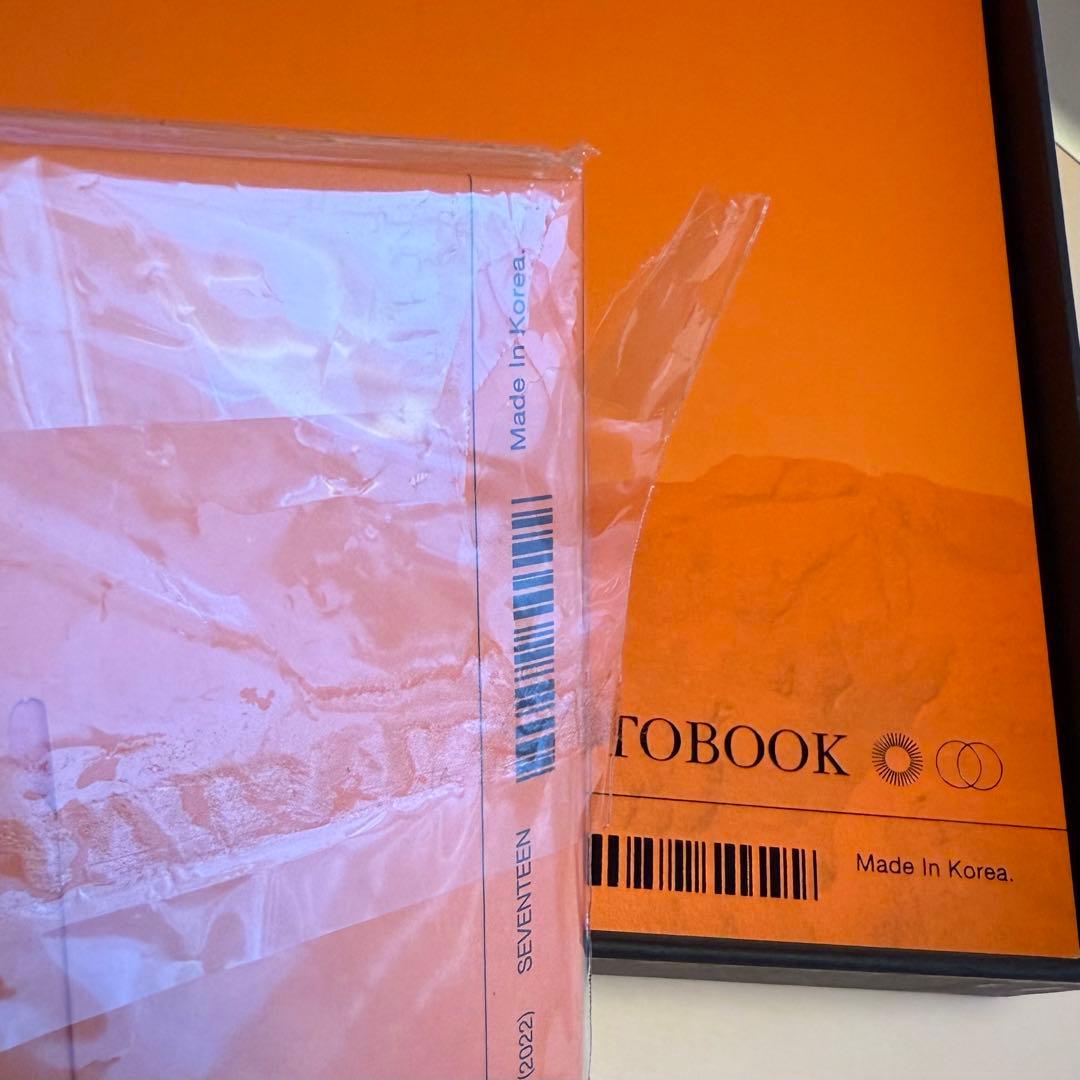 (2022) SEVENTEEN Made In Korea.
TOBOOK
Made In Korea.